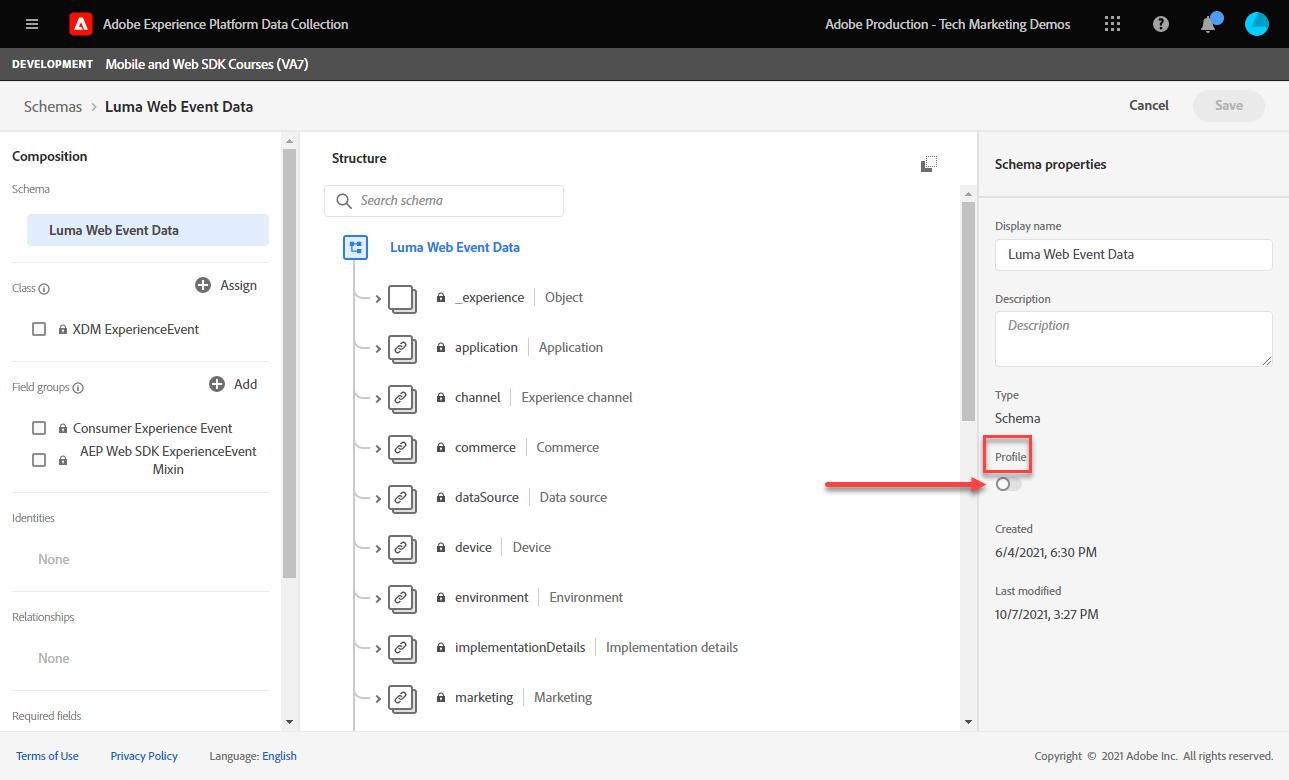 Adobe Experience Platform Data Collection
Adobe Production - Tech Marketing Demos
DEVELOPMENT Mobile and Web SDK Courses (VA7)
Schemas > Luma Web Event Data
Cancel
Save
Composition
Schema
Luma Web Event Data
Class
Assign
XDM ExperienceEvent
Field groups
Add
Consumer Experience Event
AEP Web SDK ExperienceEvent
Mixin
Identities
None
Relationships
None
Required fields
Structure
Search schema
Luma Web Event Data
_experience | Object
application | Application
channel | Experience channel
commerce | Commerce
dataSource | Data source
device | Device
environment | Environment
implementationDetails | Implementation details
marketing | Marketing
Schema properties
Display name
Luma Web Event Data
Description
Description
Type
Schema
Profile
Created
6/4/2021, 6:30 PM
Last modified
10/7/2021, 3:27 PM
Terms of Use
Privacy Policy
Language: English
Copyright © 2021 Adobe Inc. All rights reserved.